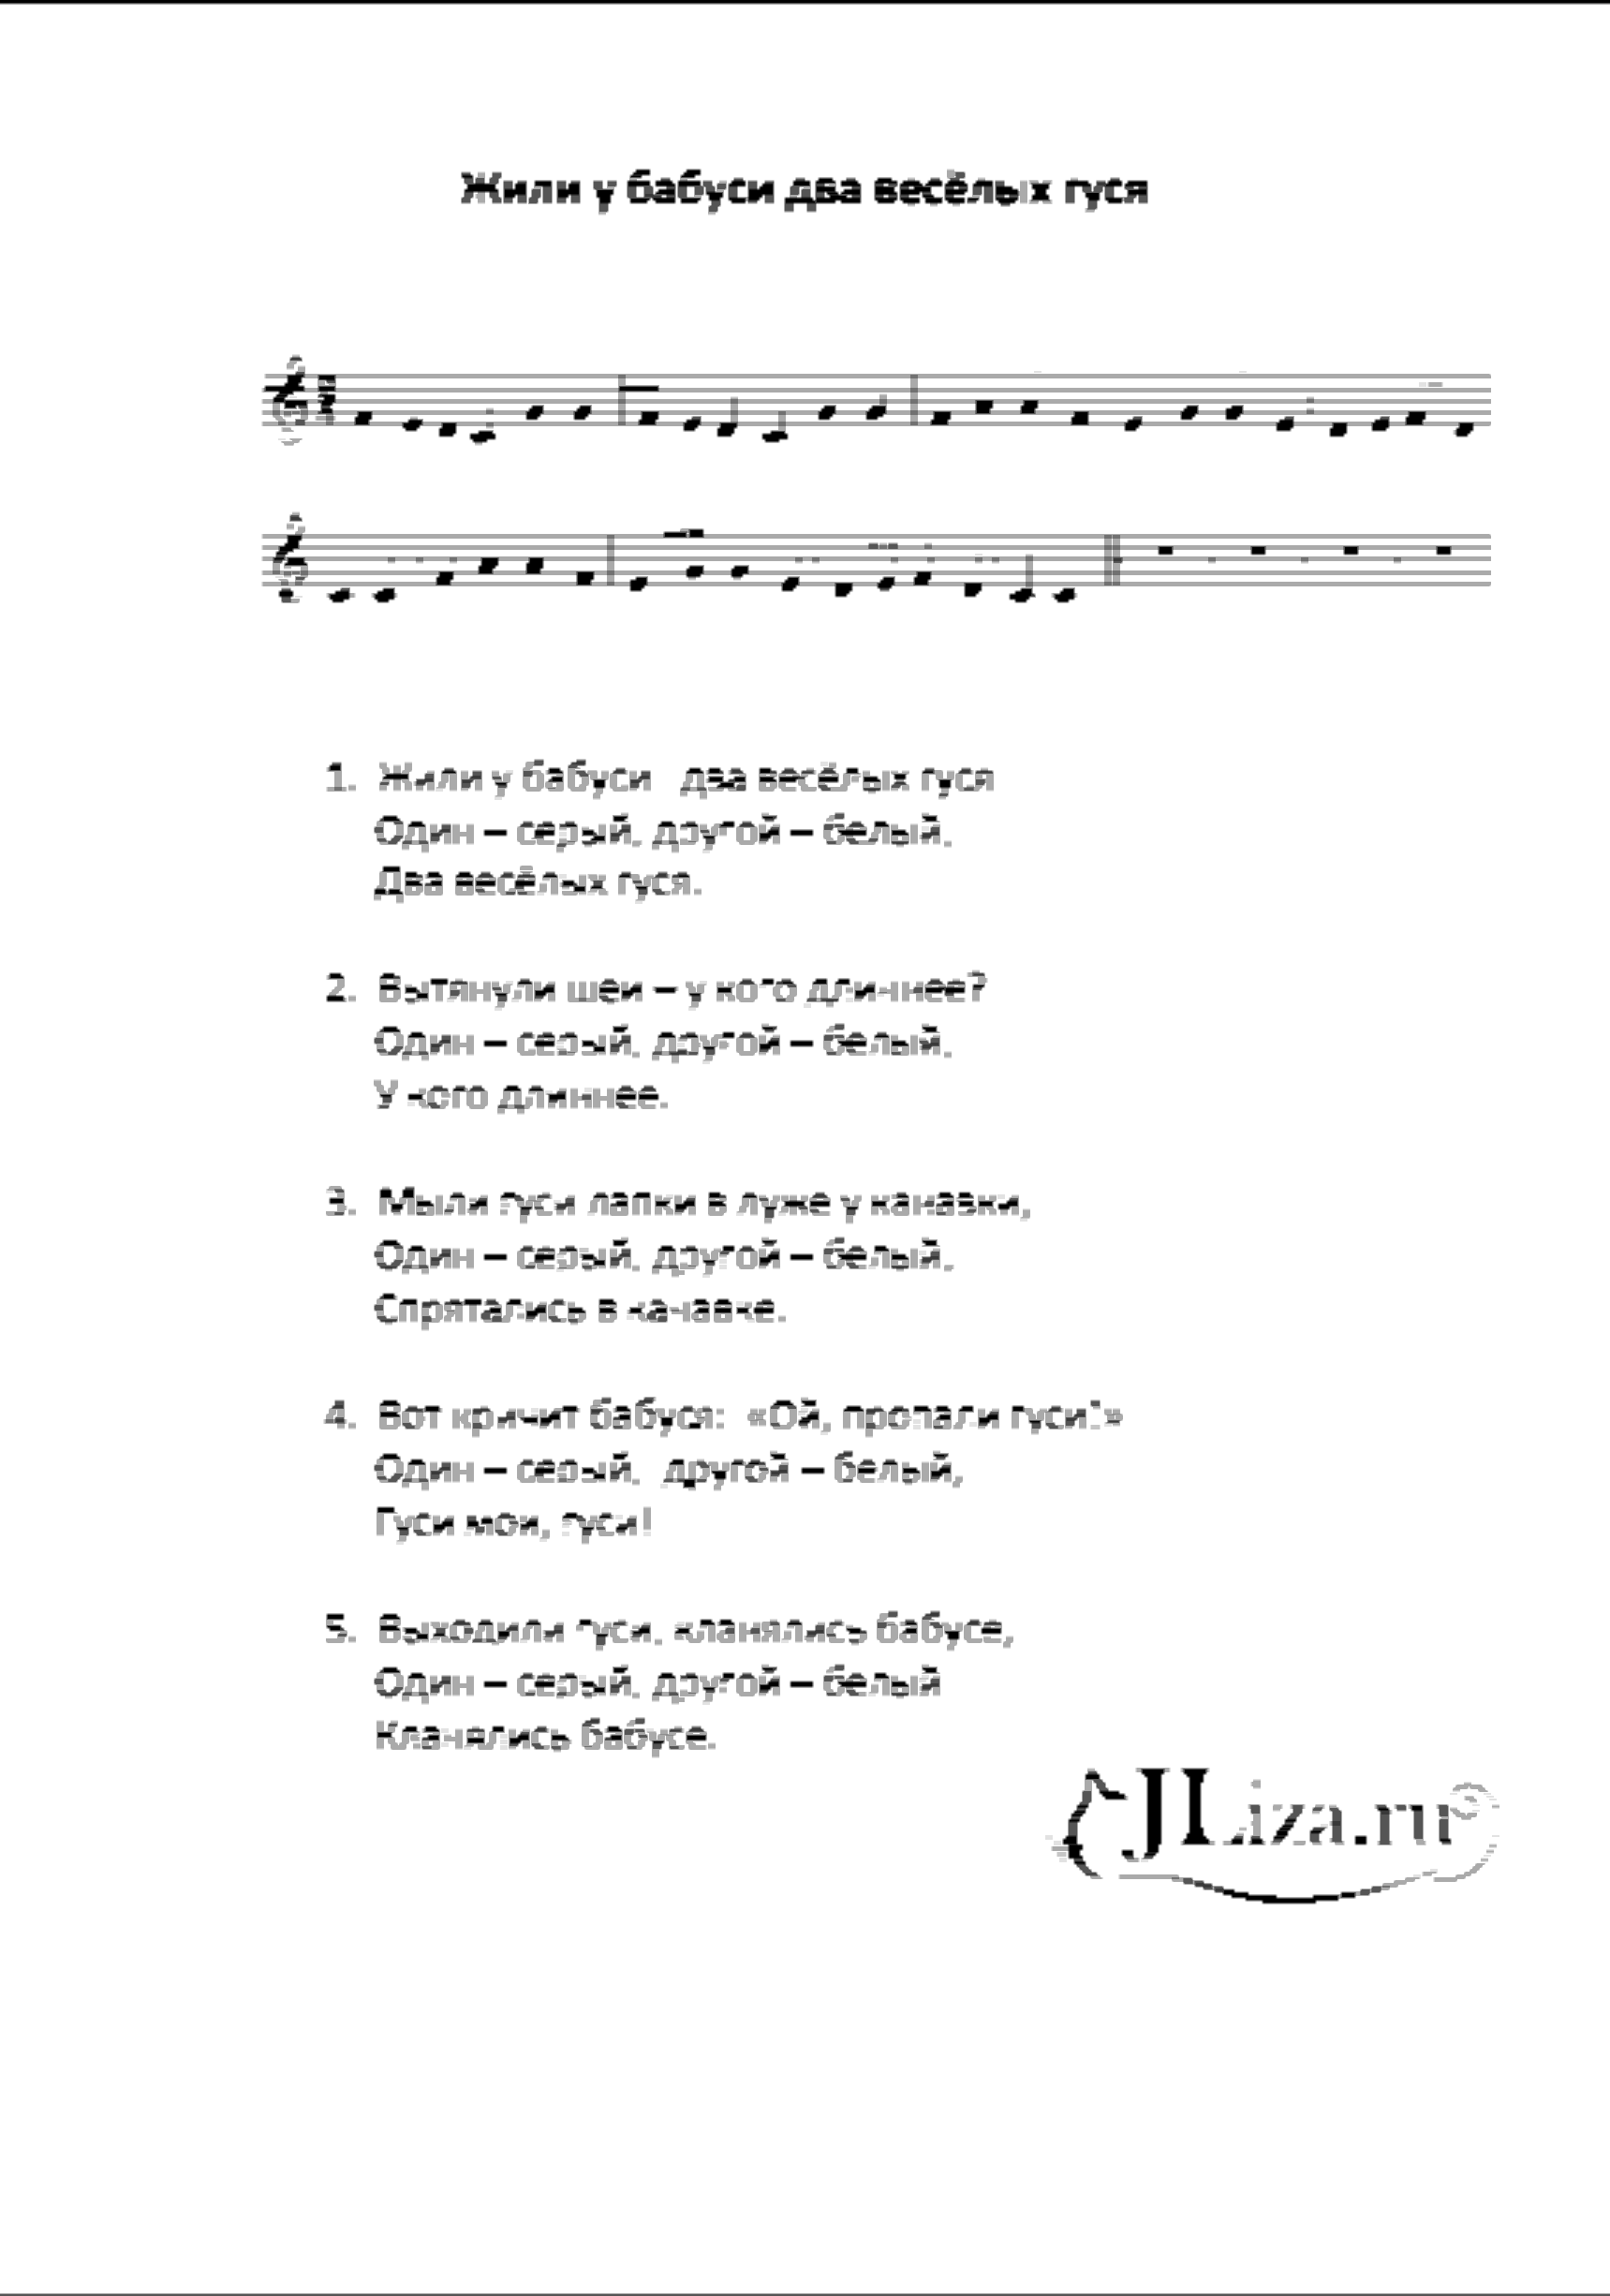 Жили у бабуси два весёлых гуся
1. Жили у бабуси два весёлых гуся
Один – серый, другой – белый,
Два весёлых гуся.
2. Вытянули шеи – у кого длиннее?
Один – серый, другой – белый,
У кого длиннее.
3. Мыли гуси лапки в луже у канавки,
Один – серый, другой – белый,
Спрятались в канавке.
4. Вот кричит бабуся: «Ой, пропали гуси!»
Один – серый, другой – белый,
Гуси мои, гуси!
5. Выходили гуси, кланялись бабусе,
Один – серый, другой – белый
Кланялись бабусе.
JLiza.ru